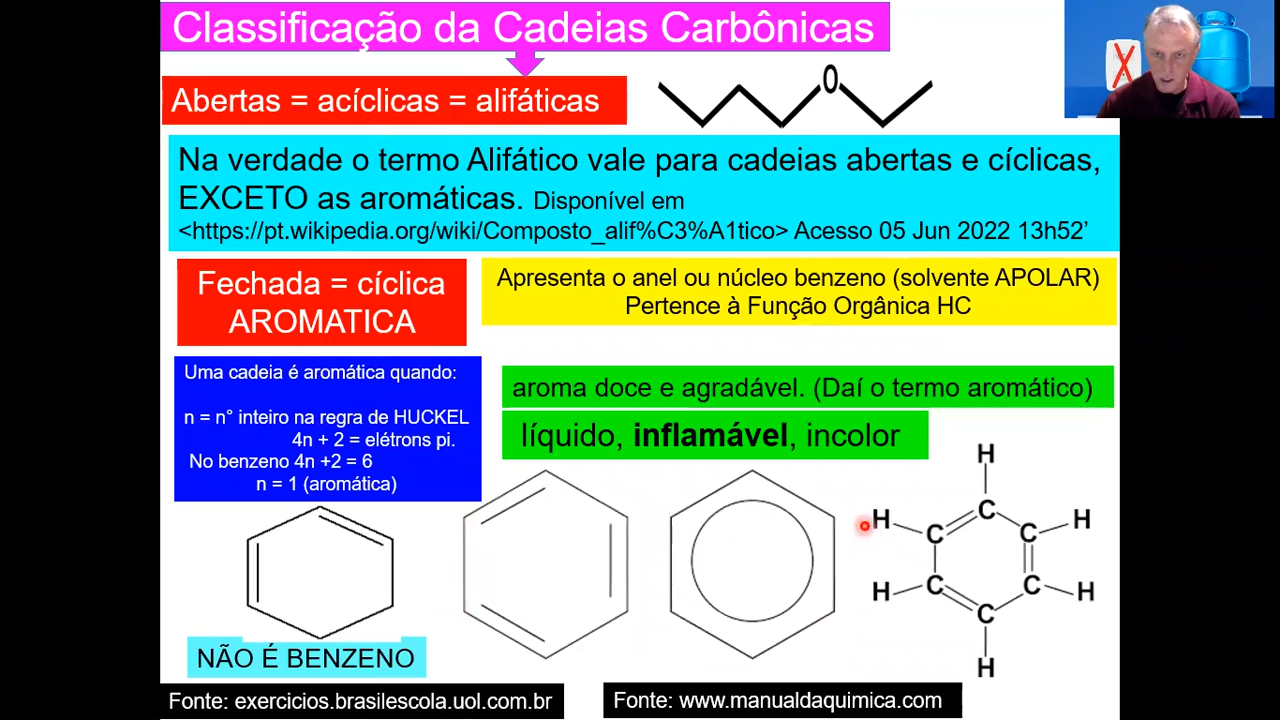 Classificação da Cadeias Carbônicas
Abertas = acíclicas = alifáticas
O
Na verdade o termo Alifático vale para cadeias abertas e cíclicas,
EXCETO as aromáticas. Disponível em
<https://pt.wikipedia.org/wiki/Composto_alif%C3%A1tico> Acesso 05 Jun 2022 13h52’
Fechada = cíclica
AROMATICA
Apresenta o anel ou núcleo benzeno (solvente APOLAR)
Pertence à Função Orgânica HC
Uma cadeia é aromática quando:
n = n° inteiro na regra de HUCKEL
4n + 2 = elétrons pi.
No benzeno 4n +2 = 6
n = 1 (aromática)
aroma doce e agradável. (Daí o termo aromático)
líquido, inflamável, incolor
H
H C H
C C
H C C H
C
H
NÃO É BENZENO
Fonte: exercicios.brasilescola.uol.com.br
Fonte: www.manualdaquimica.com